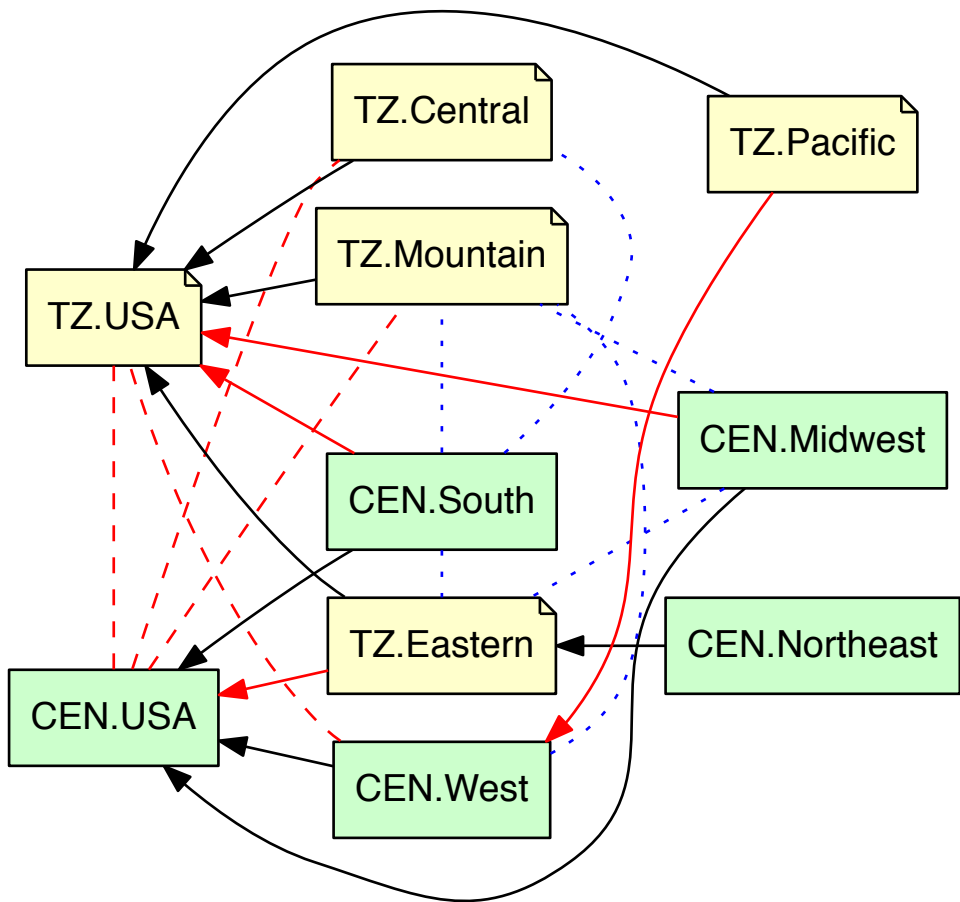 TZ.Central
TZ.Pacific
TZ.Mountain
TZ.USA
CEN.Midwest
CEN.South
TZ.Eastern
CEN.Northeast
CEN.USA
CEN.West